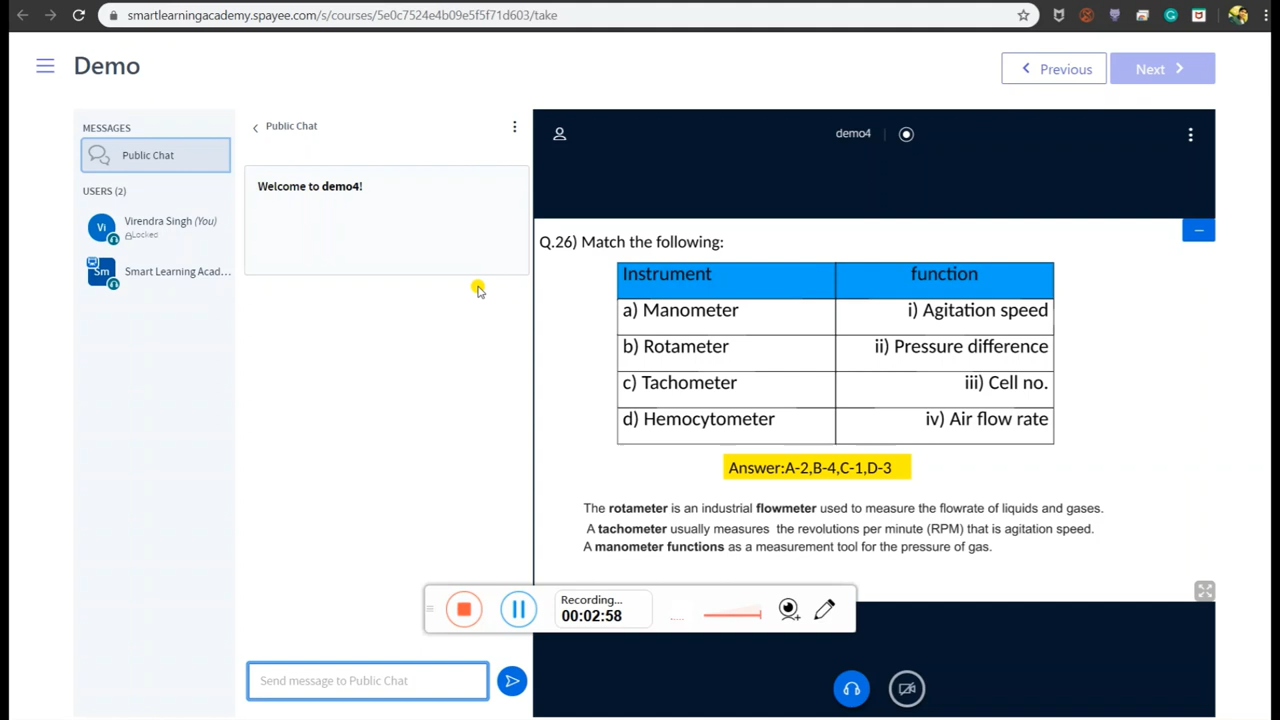 smartlearningacademy.spayee.com/s/courses/5e0c7524e4b09e5f5f71d603/take
Demo
Previous
Next
MESSAGES
Public Chat
USERS (2)
Vi
Virendra Singh (You)
Locked
Sm
Smart Learning Acad...
Public Chat
Welcome to demo4!
Send message to Public Chat
demo4
Q.26) Match the following:
Instrument function
a) Manometer i) Agitation speed
b) Rotameter ii) Pressure difference
c) Tachometer iii) Cell no.
d) Hemocytometer iv) Air flow rate
Answer:A-2,B-4,C-1,D-3
The rotameter is an industrial flowmeter used to measure the flowrate of liquids and gases.
A tachometer usually measures the revolutions per minute (RPM) that is agitation speed.
A manometer functions as a measurement tool for the pressure of gas.
Recording...
00:02:58